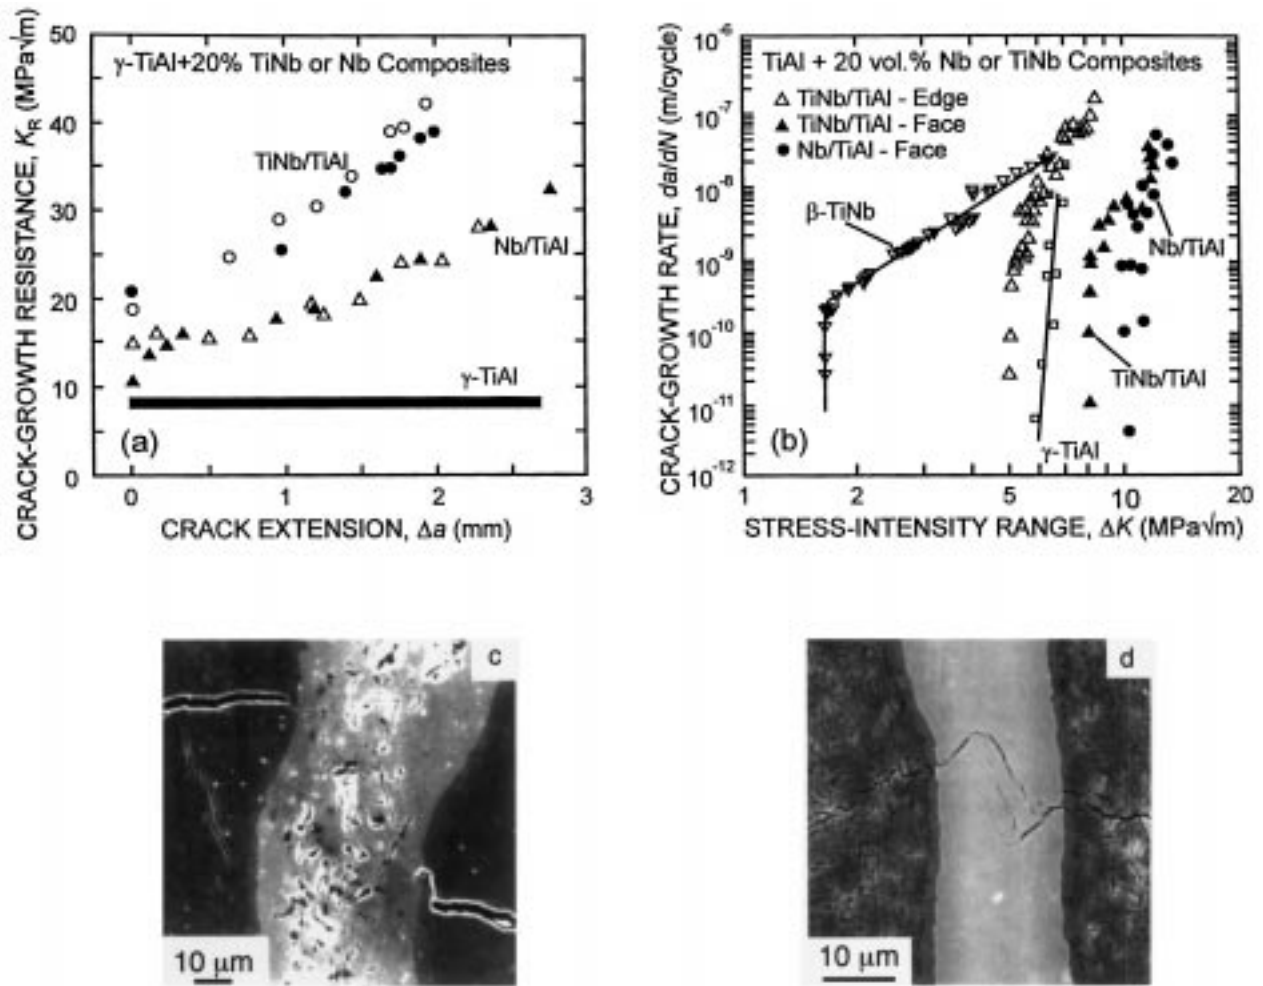 CRACK-GROWTH RESISTANCE, K_R (MPa√m)
50
40
30
20
10
0
γ-TiAl+20% TiNb or Nb Composites
TiNb/TiAl
Nb/TiAl
γ-TiAl
(a)
0 1 2 3
CRACK EXTENSION, Δa (mm)
CRACK-GROWTH RATE, da/dN (m/cycle)
10⁻⁶
10⁻⁷
10⁻⁸
10⁻⁹
10⁻¹⁰
10⁻¹¹
10⁻¹²
TiAl + 20 vol.% Nb or TiNb Composites
△ TiNb/TiAl - Edge
▲ TiNb/TiAl - Face
● Nb/TiAl - Face
β-TiNb
Nb/TiAl
TiNb/TiAl
γ-TiAl
(b)
1 2 5 10 20
STRESS-INTENSITY RANGE, ΔK (MPa√m)
c
10 μm
d
10 μm